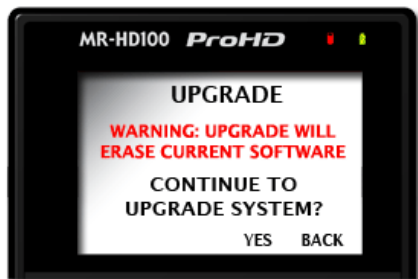 MR-HD100 ProHD
UPGRADE
WARNING: UPGRADE WILL
ERASE CURRENT SOFTWARE
CONTINUE TO
UPGRADE SYSTEM?
YES BACK